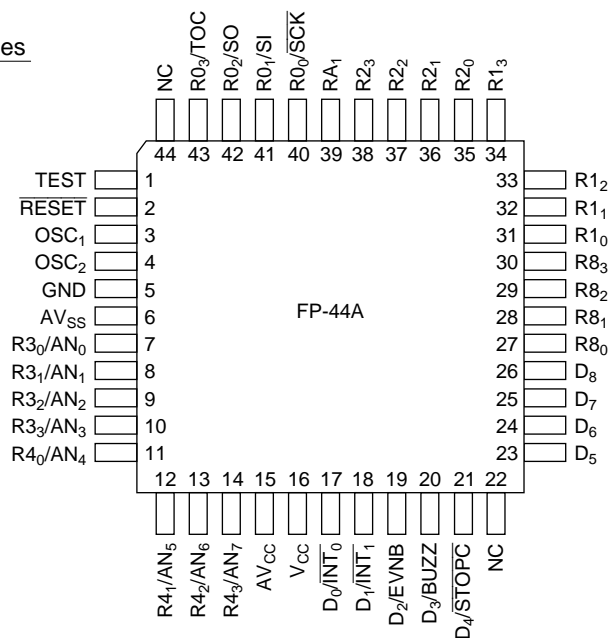 es
NC
R0₃/TOC
R0₂/SO
R0₁/SI
R0₀/S̅C̅K̅
RA₁
R2₃
R2₂
R2₁
R2₀
R1₃
44 43 42 41 40 39 38 37 36 35 34
TEST 1 33 R1₂
R̅E̅S̅E̅T̅ 2 32 R1₁
OSC₁ 3 31 R1₀
OSC₂ 4 30 R8₃
GND 5 29 R8₂
AVSS 6 FP-44A 28 R8₁
R3₀/AN₀ 7 27 R8₀
R3₁/AN₁ 8 26 D₈
R3₂/AN₂ 9 25 D₇
R3₃/AN₃ 10 24 D₆
R4₀/AN₄ 11 23 D₅
12 13 14 15 16 17 18 19 20 21 22
R4₁/AN₅
R4₂/AN₆
R4₃/AN₇
AVCC
VCC
D₀/I̅N̅T̅₀
D₁/I̅N̅T̅₁
D₂/EVNB
D₃/BUZZ
D₄/S̅T̅O̅P̅C̅
NC